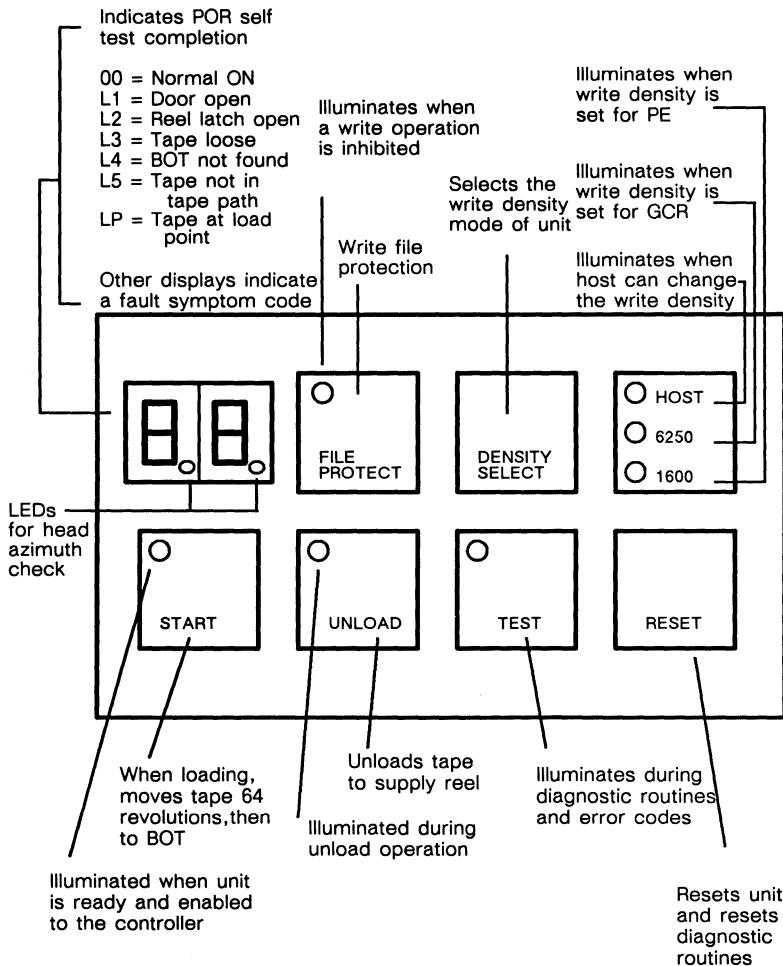 Indicates POR self
test completion
00 = Normal ON
L1 = Door open
L2 = Reel latch open
L3 = Tape loose
L4 = BOT not found
L5 = Tape not in
tape path
LP = Tape at load
point
Other displays indicate
a fault symptom code
Illuminates when
a write operation
is inhibited
Write file
protection
Selects the
write density
mode of unit
Illuminates when
write density is
set for PE
Illuminates when
write density is
set for GCR
Illuminates when
host can change
the write density
8 8
FILE
PROTECT
DENSITY
SELECT
HOST
6250
1600
LEDs
for head
azimuth
check
START
UNLOAD
TEST
RESET
When loading,
moves tape 64
revolutions,then
to BOT
Unloads tape
to supply reel
Illuminates during
diagnostic routines
and error codes
Illuminated during
unload operation
Illuminated when unit
is ready and enabled
to the controller
Resets unit
and resets
diagnostic
routines